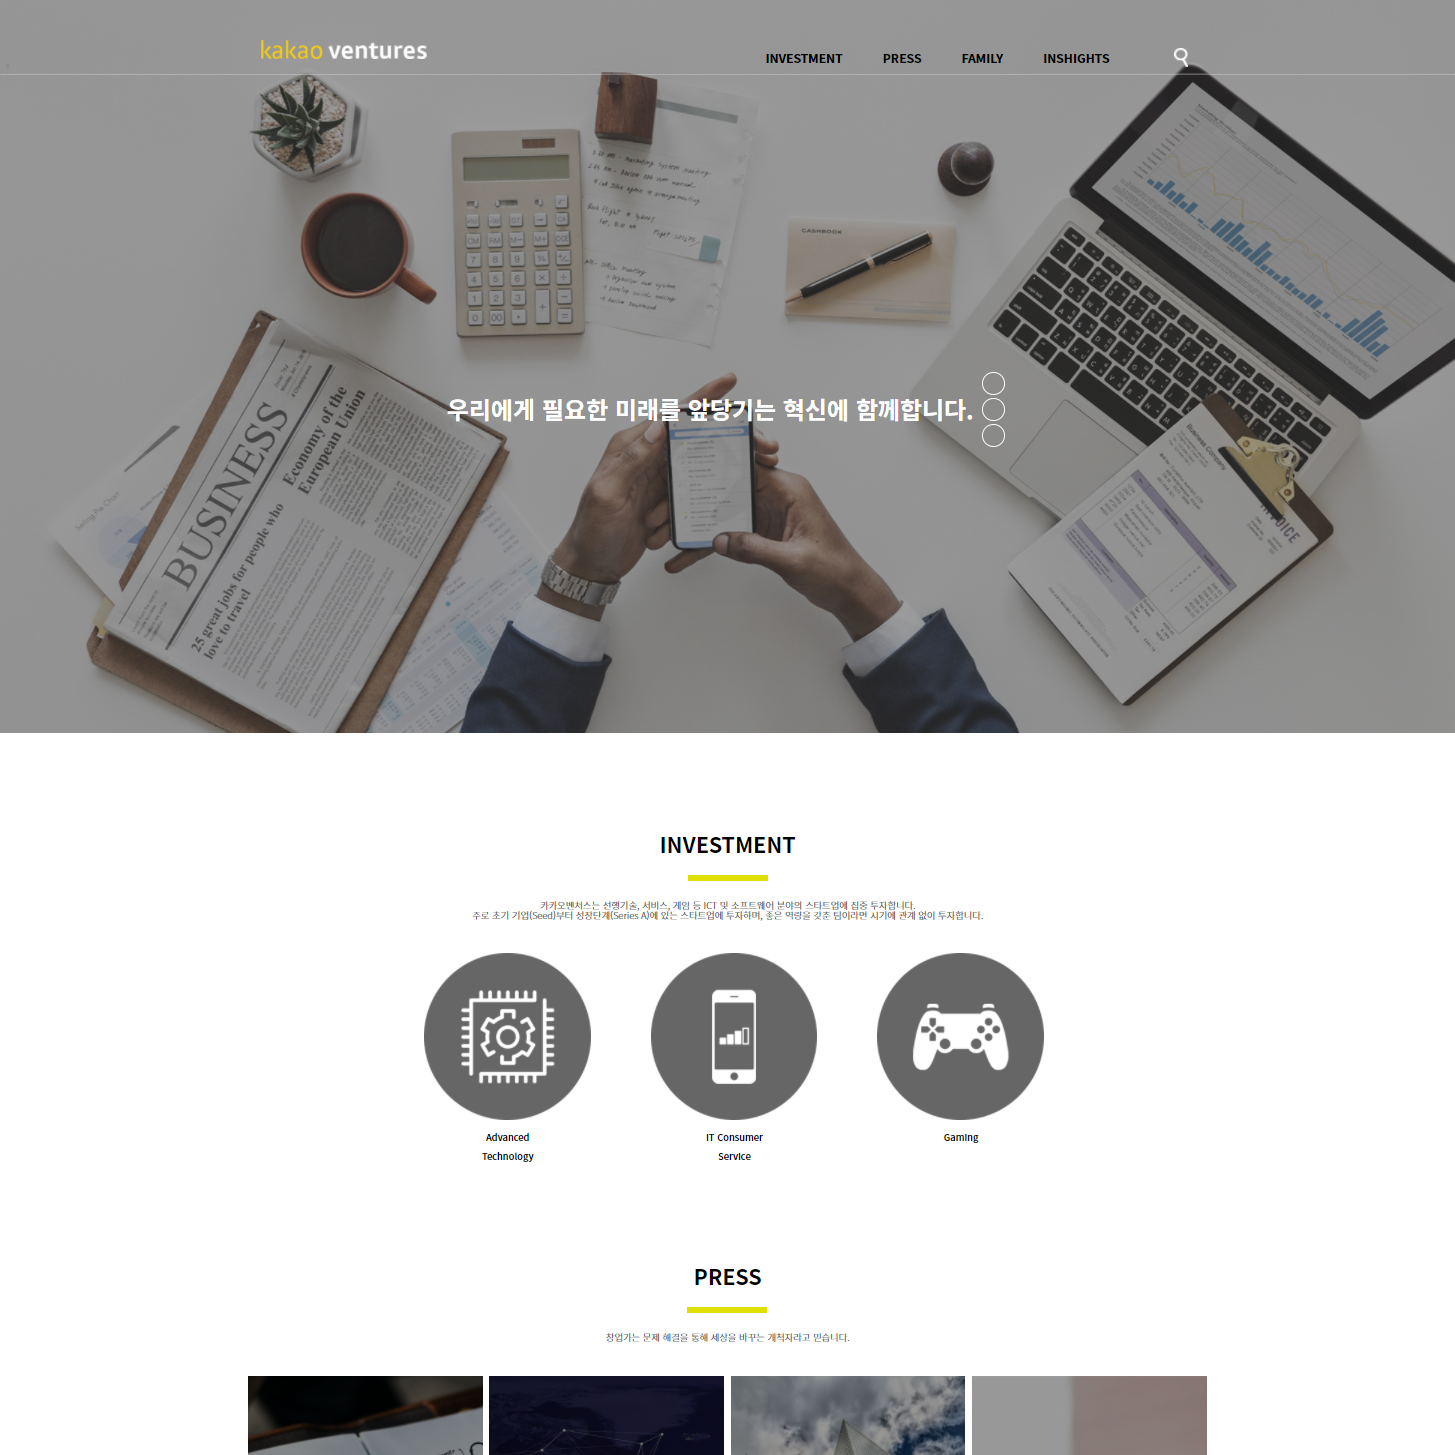 kakao ventures
INVESTMENT PRESS FAMILY INSHIGHTS
CASHBOOK
우리에게 필요한 미래를 앞당기는 혁신에 함께합니다.
BUSINESS
Economy of the
European Union
25 great jobs for people who
love to travel
Business Company
INVOICE
INVESTMENT
카카오벤처스는 선행기술, 서비스, 게임 등 ICT 및 소프트웨어 분야의 스타트업에 집중 투자합니다.
주로 초기 기업(Seed)부터 성장단계(Series A)에 있는 스타트업에 투자하며, 좋은 역량을 갖춘 팀이라면 시기에 관계 없이 투자합니다.
Advanced
Technology
IT Consumer
Service
Gaming
PRESS
창업가는 문제 해결을 통해 세상을 바꾸는 개척자라고 믿습니다.